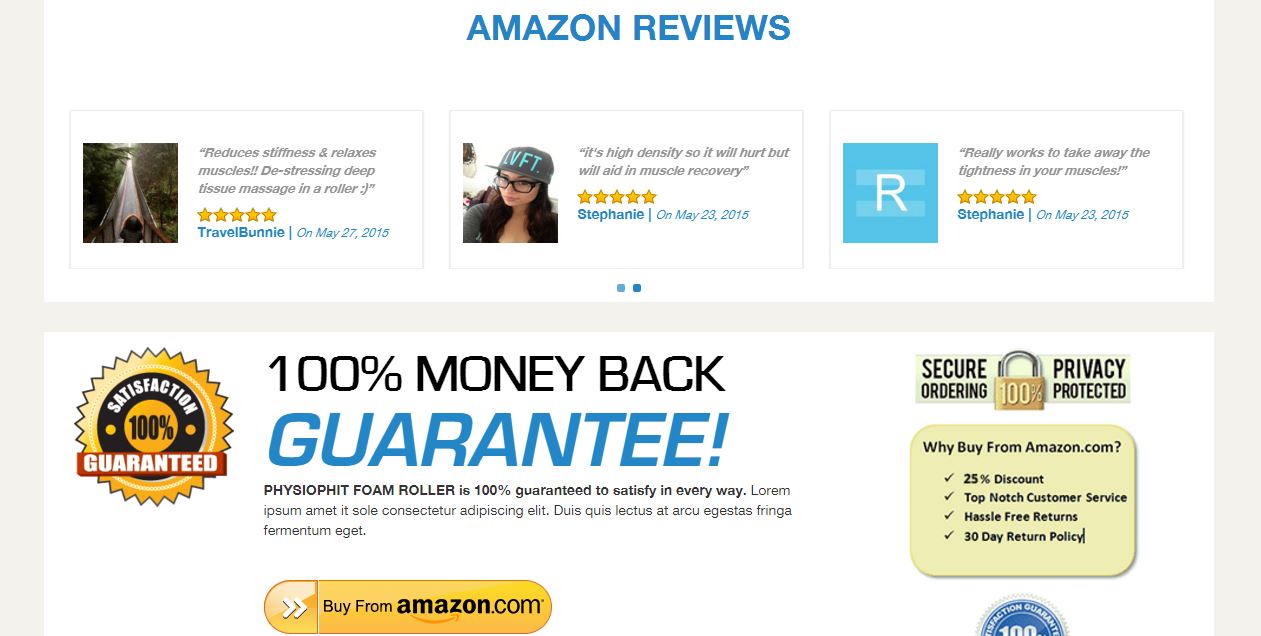 AMAZON REVIEWS
“Reduces stiffness & relaxes
muscles!! De-stressing deep
tissue massage in a roller :)”
TravelBunnie | On May 27, 2015
LVFT.
“it's high density so it will hurt but
will aid in muscle recovery”
Stephanie | On May 23, 2015
R
“Really works to take away the
tightness in your muscles!”
Stephanie | On May 23, 2015
SATISFACTION
100%
GUARANTEED
100% MONEY BACK
GUARANTEE!
PHYSIOPHIT FOAM ROLLER is 100% guaranteed to satisfy in every way. Lorem
ipsum amet it sole consectetur adipiscing elit. Duis quis lectus at arcu egestas fringa
fermentum eget.
Buy From amazon.com
SECURE
ORDERING
100%
PRIVACY
PROTECTED
Why Buy From Amazon.com?
✓ 25% Discount
✓ Top Notch Customer Service
✓ Hassle Free Returns
✓ 30 Day Return Policy